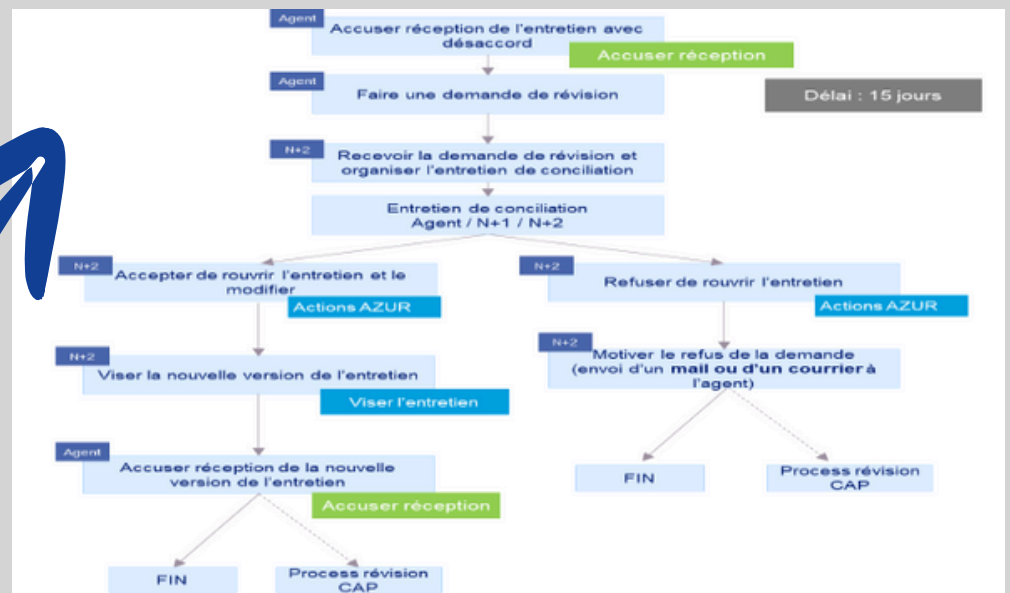 Agent
Accuser réception de l'entretien avec
désaccord
Accuser réception
Agent
Faire une demande de révision
Délai : 15 jours
N+2
Recevoir la demande de révision et
organiser l'entretien de conciliation
Entretien de conciliation
Agent / N+1 / N+2
N+2
Accepter de rouvrir l'entretien et le
modifier
Actions AZUR
N+2
Refuser de rouvrir l'entretien
Actions AZUR
N+2
Viser la nouvelle version de l'entretien
Viser l'entretien
N+2
Motiver le refus de la demande
(envoi d'un mail ou d'un courrier à
l'agent)
Agent
Accuser réception de la nouvelle
version de l'entretien
Accuser réception
FIN
Process révision
CAP
FIN
Process révision
CAP